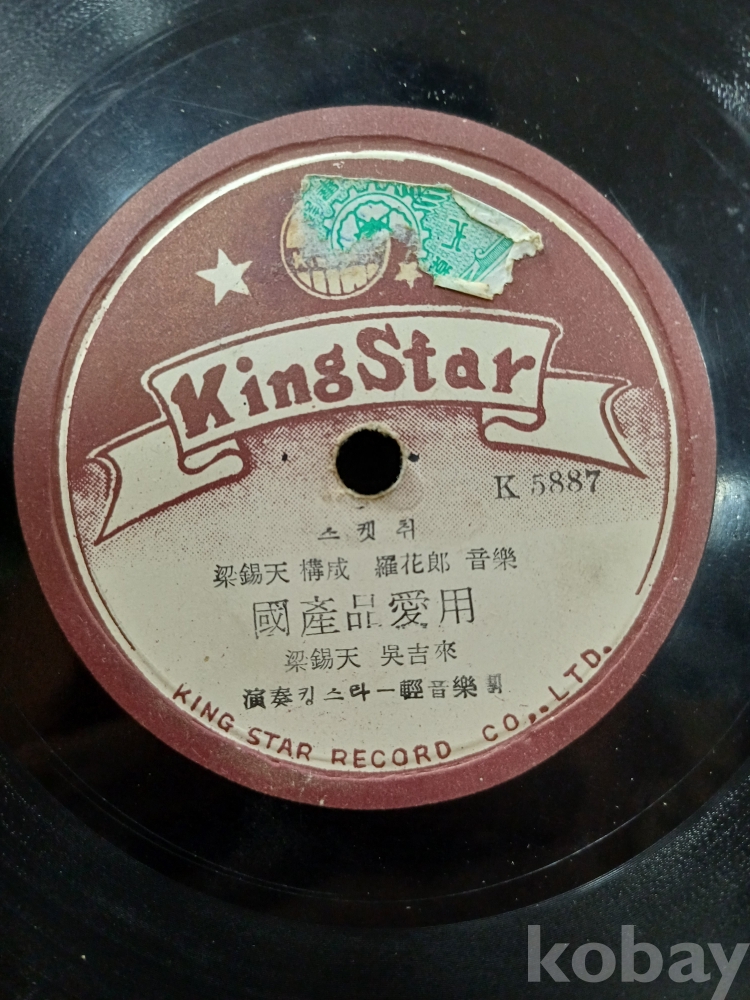 KingStar
K 5887
스켓취
梁錫天 構成 羅花郎 音樂
國產品愛用
梁錫天 吳吉來
演奏킹스타ー輕音樂團
KING STAR RECORD CO., LTD.
kobay